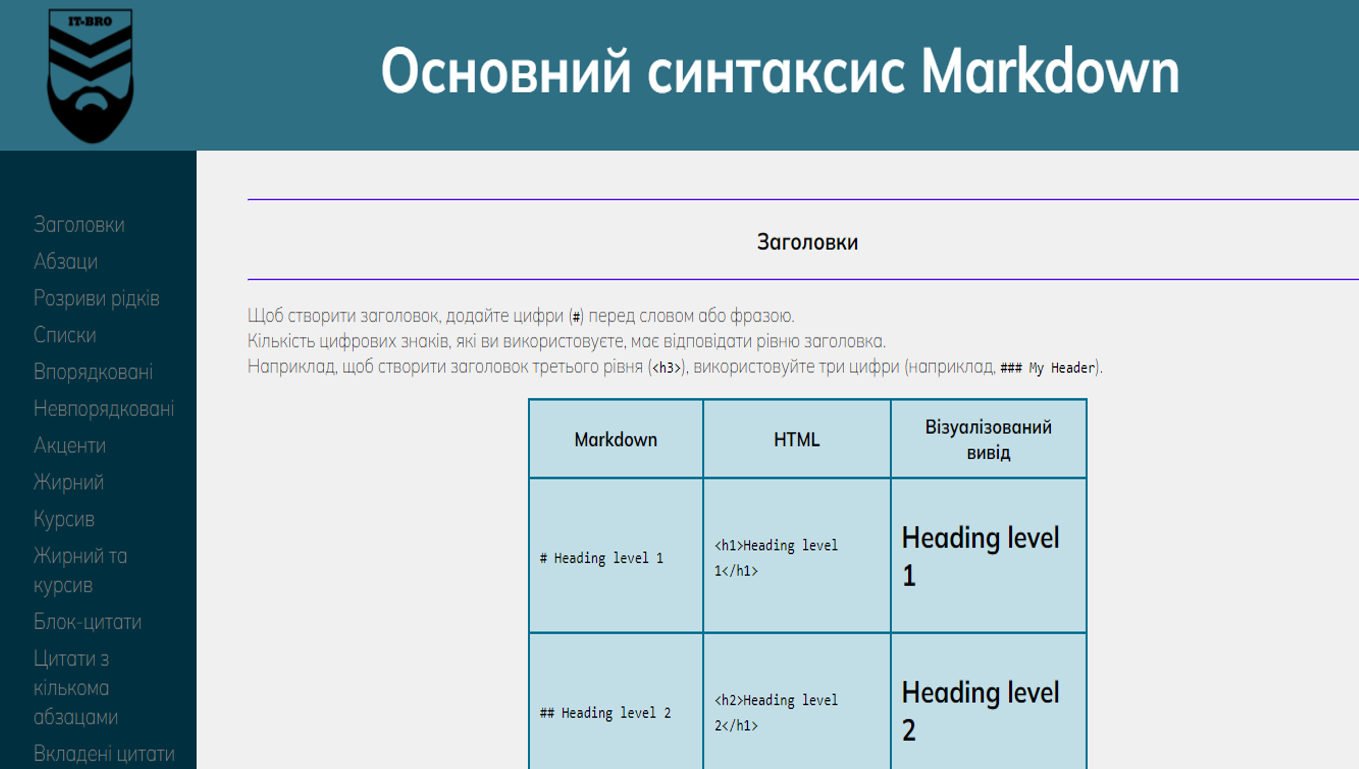 IT-BRO
Основний синтаксис Markdown
Заголовки
Абзаци
Розриви рідків
Списки
Впорядковані
Невпорядковані
Акценти
Жирний
Курсив
Жирний та
курсив
Блок-цитати
Цитати з
кількома
абзацами
Вкладені цитати
Заголовки
Щоб створити заголовок, додайте цифри (#) перед словом або фразою.
Кількість цифрових знаків, які ви використовуєте, має відповідати рівню заголовка.
Наприклад, щоб створити заголовок третього рівня (<h3>), використовуйте три цифри (наприклад, ### My Header).
Markdown
HTML
Візуалізований
вивід
# Heading level 1
<h1>Heading level
1</h1>
Heading level
1
## Heading level 2
<h2>Heading level
2</h1>
Heading level
2